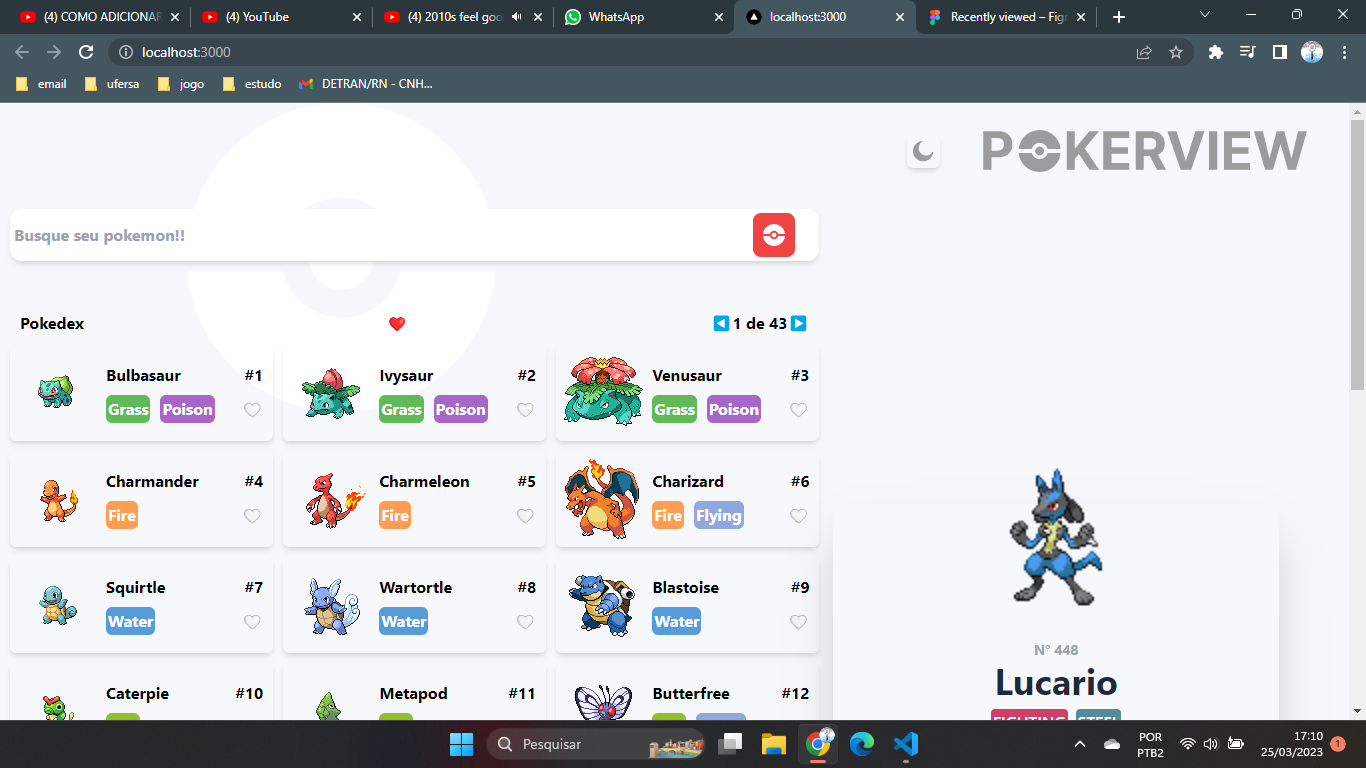 (4) COMO ADICIONAR
(4) YouTube
(4) 2010s feel goo
WhatsApp
localhost:3000
Recently viewed – Fig
localhost:3000
email
ufersa
jogo
estudo
DETRAN/RN - CNH...
POKERVIEW
Busque seu pokemon!!
Pokedex
1 de 43
Bulbasaur #1
Grass Poison
Ivysaur #2
Grass Poison
Venusaur #3
Grass Poison
Charmander #4
Fire
Charmeleon #5
Fire
Charizard #6
Fire Flying
Squirtle #7
Water
Wartortle #8
Water
Blastoise #9
Water
Caterpie #10
Metapod #11
Butterfree #12
N° 448
Lucario
FIGHTING STEEL
Pesquisar
POR
PTB2
17:10
25/03/2023
1